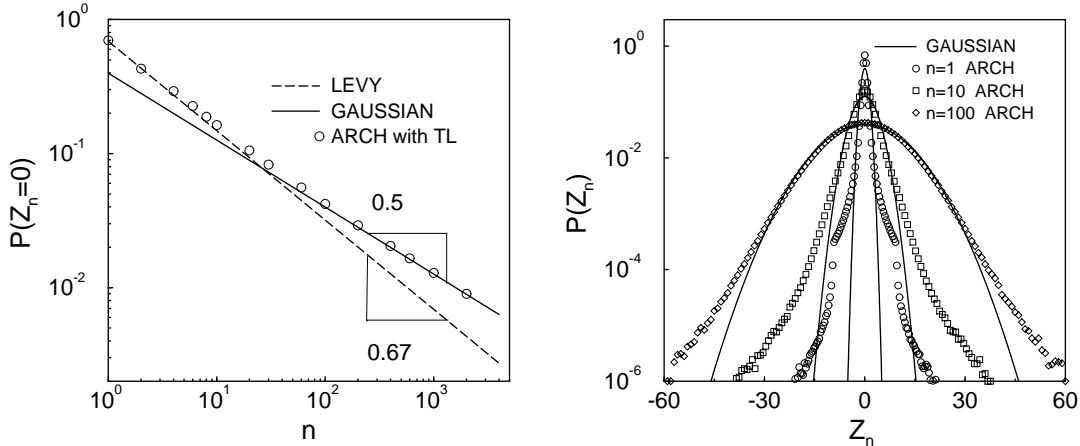 10^0
10^-1
10^-2
P(Z_n=0)
LEVY
GAUSSIAN
ARCH with TL
0.5
0.67
10^0 10^1 10^2 10^3
n
10^0
10^-2
10^-4
10^-6
P(Z_n)
GAUSSIAN
n=1 ARCH
n=10 ARCH
n=100 ARCH
-60 -30 0 30 60
Z_n